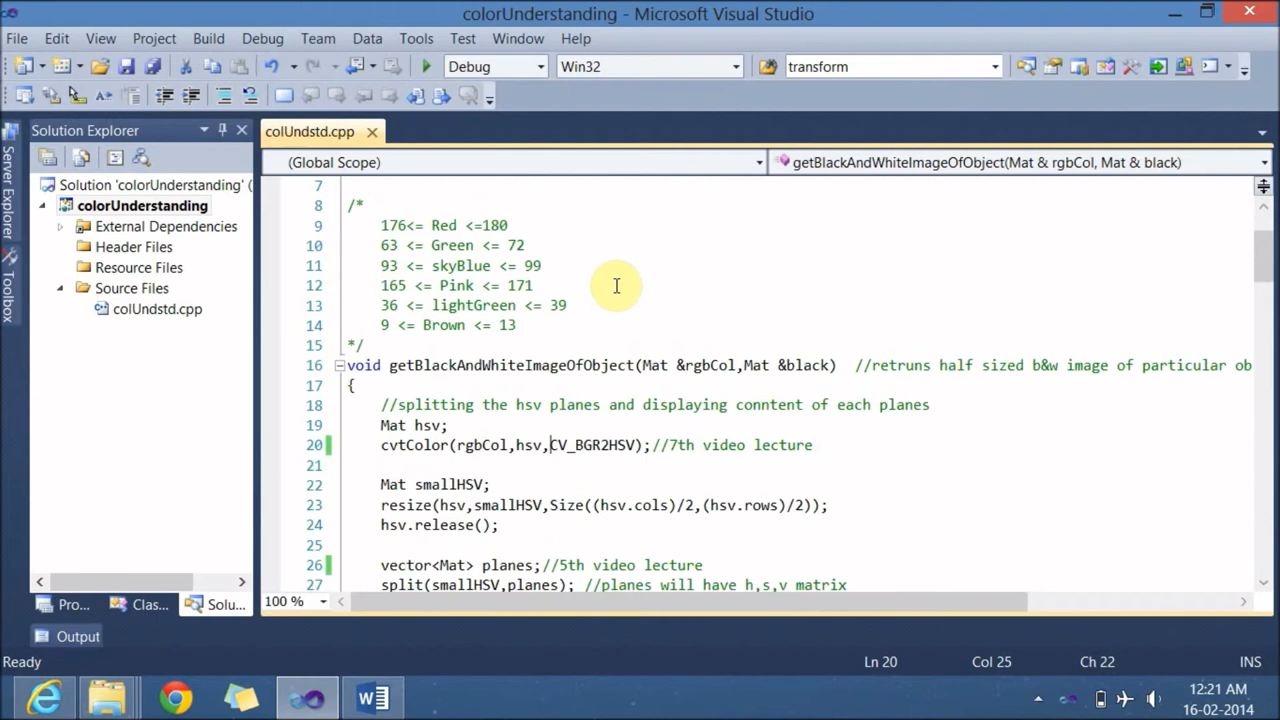 colorUnderstanding - Microsoft Visual Studio
File Edit View Project Build Debug Team Data Tools Test Window Help
Debug Win32 transform
Solution Explorer
colUndstd.cpp
(Global Scope) getBlackAndWhiteImageOfObject(Mat & rgbCol, Mat & black)
Server Explorer
Toolbox
Solution 'colorUnderstanding' (
colorUnderstanding
External Dependencies
Header Files
Resource Files
Source Files
colUndstd.cpp
7
8 /*
9 176<= Red <=180
10 63 <= Green <= 72
11 93 <= skyBlue <= 99
12 165 <= Pink <= 171
13 36 <= lightGreen <= 39
14 9 <= Brown <= 13
15 */
16 void getBlackAndWhiteImageOfObject(Mat &rgbCol,Mat &black) //retruns half sized b&w image of particular ob
17 {
18 //splitting the hsv planes and displaying conntent of each planes
19 Mat hsv;
20 cvtColor(rgbCol,hsv,CV_BGR2HSV);//7th video lecture
21
22 Mat smallHSV;
23 resize(hsv,smallHSV,Size((hsv.cols)/2,(hsv.rows)/2));
24 hsv.release();
25
26 vector<Mat> planes;//5th video lecture
27 split(smallHSV,planes); //planes will have h,s,v matrix
100 %
Pro... Clas... Solu...
Output
Ready Ln 20 Col 25 Ch 22 INS
12:21 AM
16-02-2014